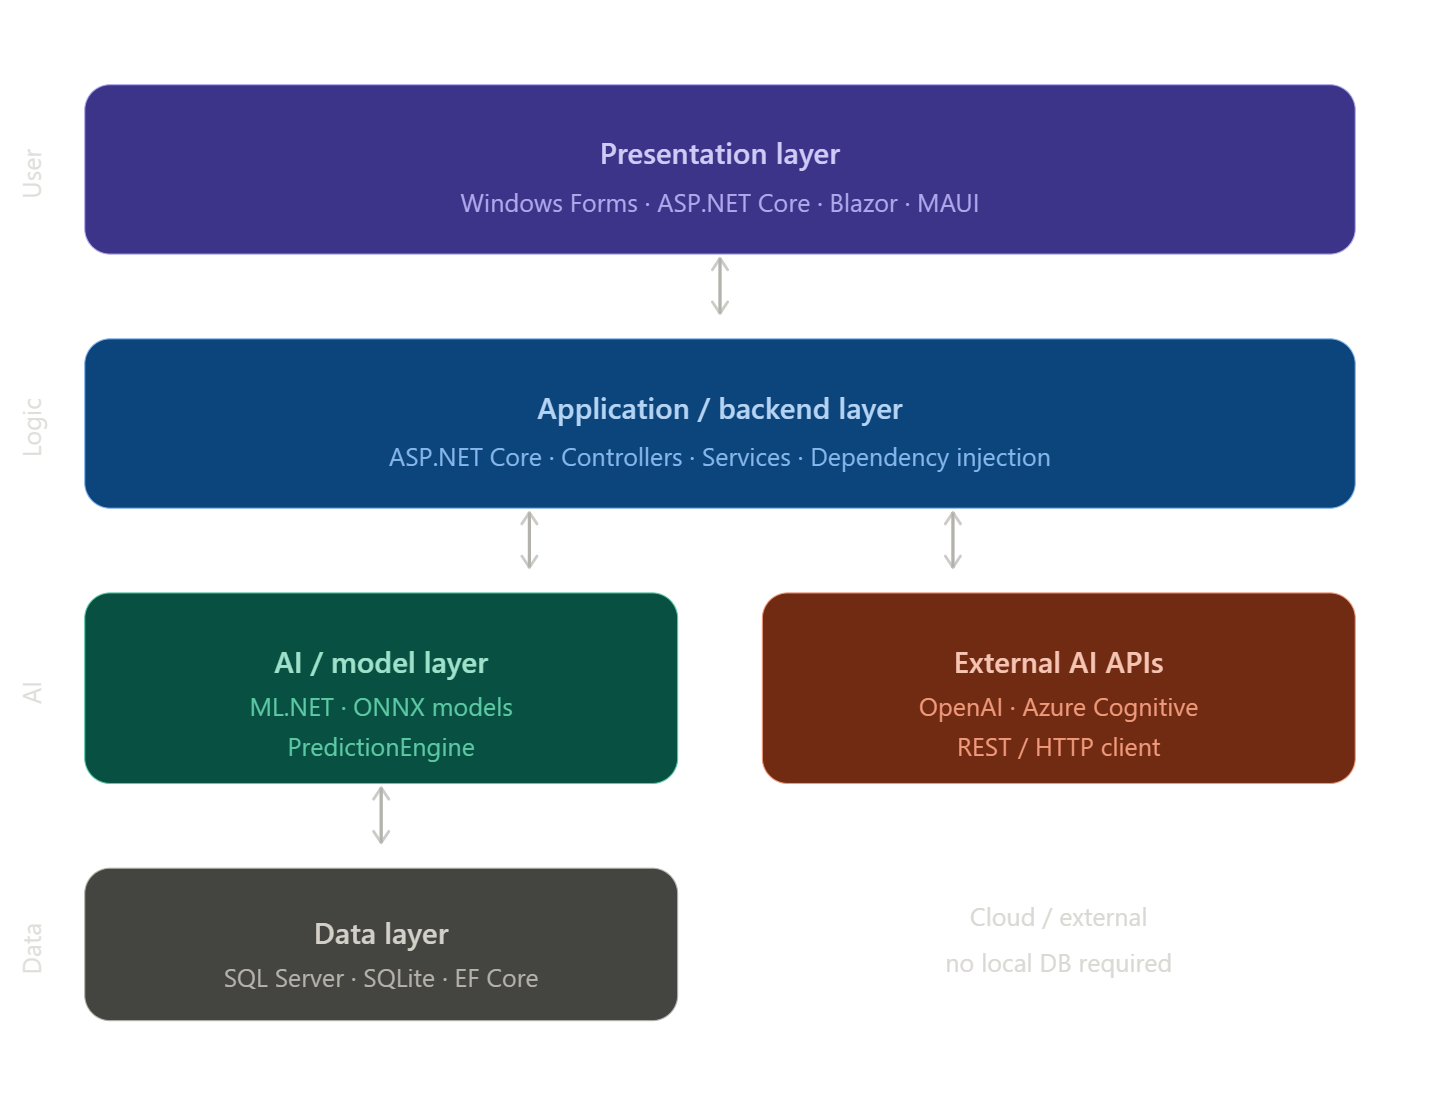 User
Presentation layer
Windows Forms · ASP.NET Core · Blazor · MAUI
Logic
Application / backend layer
ASP.NET Core · Controllers · Services · Dependency injection
AI
AI / model layer
ML.NET · ONNX models
PredictionEngine
External AI APIs
OpenAI · Azure Cognitive
REST / HTTP client
Data
Data layer
SQL Server · SQLite · EF Core
Cloud / external
no local DB required